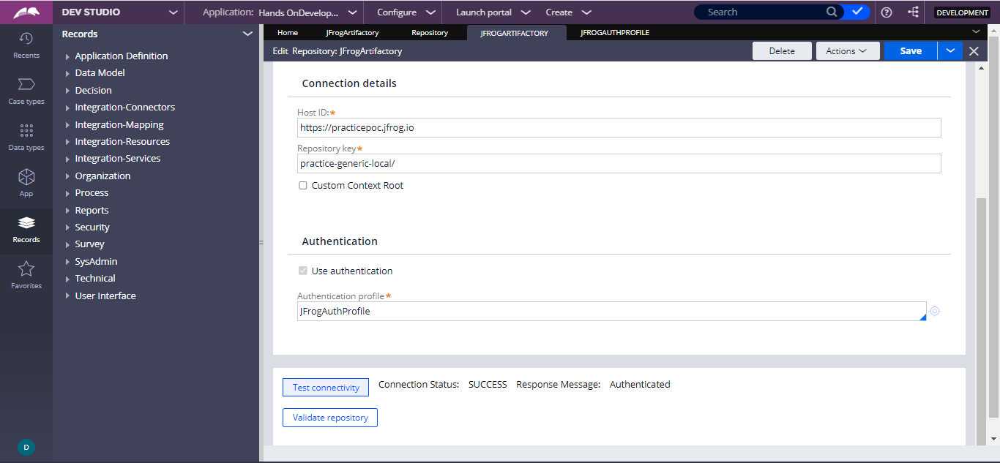 DEV STUDIO
Application: Hands OnDevelop...
Configure
Launch portal
Create
Search
DEVELOPMENT
Recents
Case types
Data types
App
Records
Favorites
D
Records
Application Definition
Data Model
Decision
Integration-Connectors
Integration-Mapping
Integration-Resources
Integration-Services
Organization
Process
Reports
Security
Survey
SysAdmin
Technical
User Interface
Home
JFrogArtifactory
Repository
JFROGARTIFACTORY
JFROGAUTHPROFILE
Edit Repository: JFrogArtifactory
Delete
Actions
Save
Connection details
Host ID:*
https://practicepoc.jfrog.io
Repository key*
practice-generic-local/
Custom Context Root
Authentication
Use authentication
Authentication profile*
JFrogAuthProfile
Test connectivity
Connection Status: SUCCESS Response Message: Authenticated
Validate repository